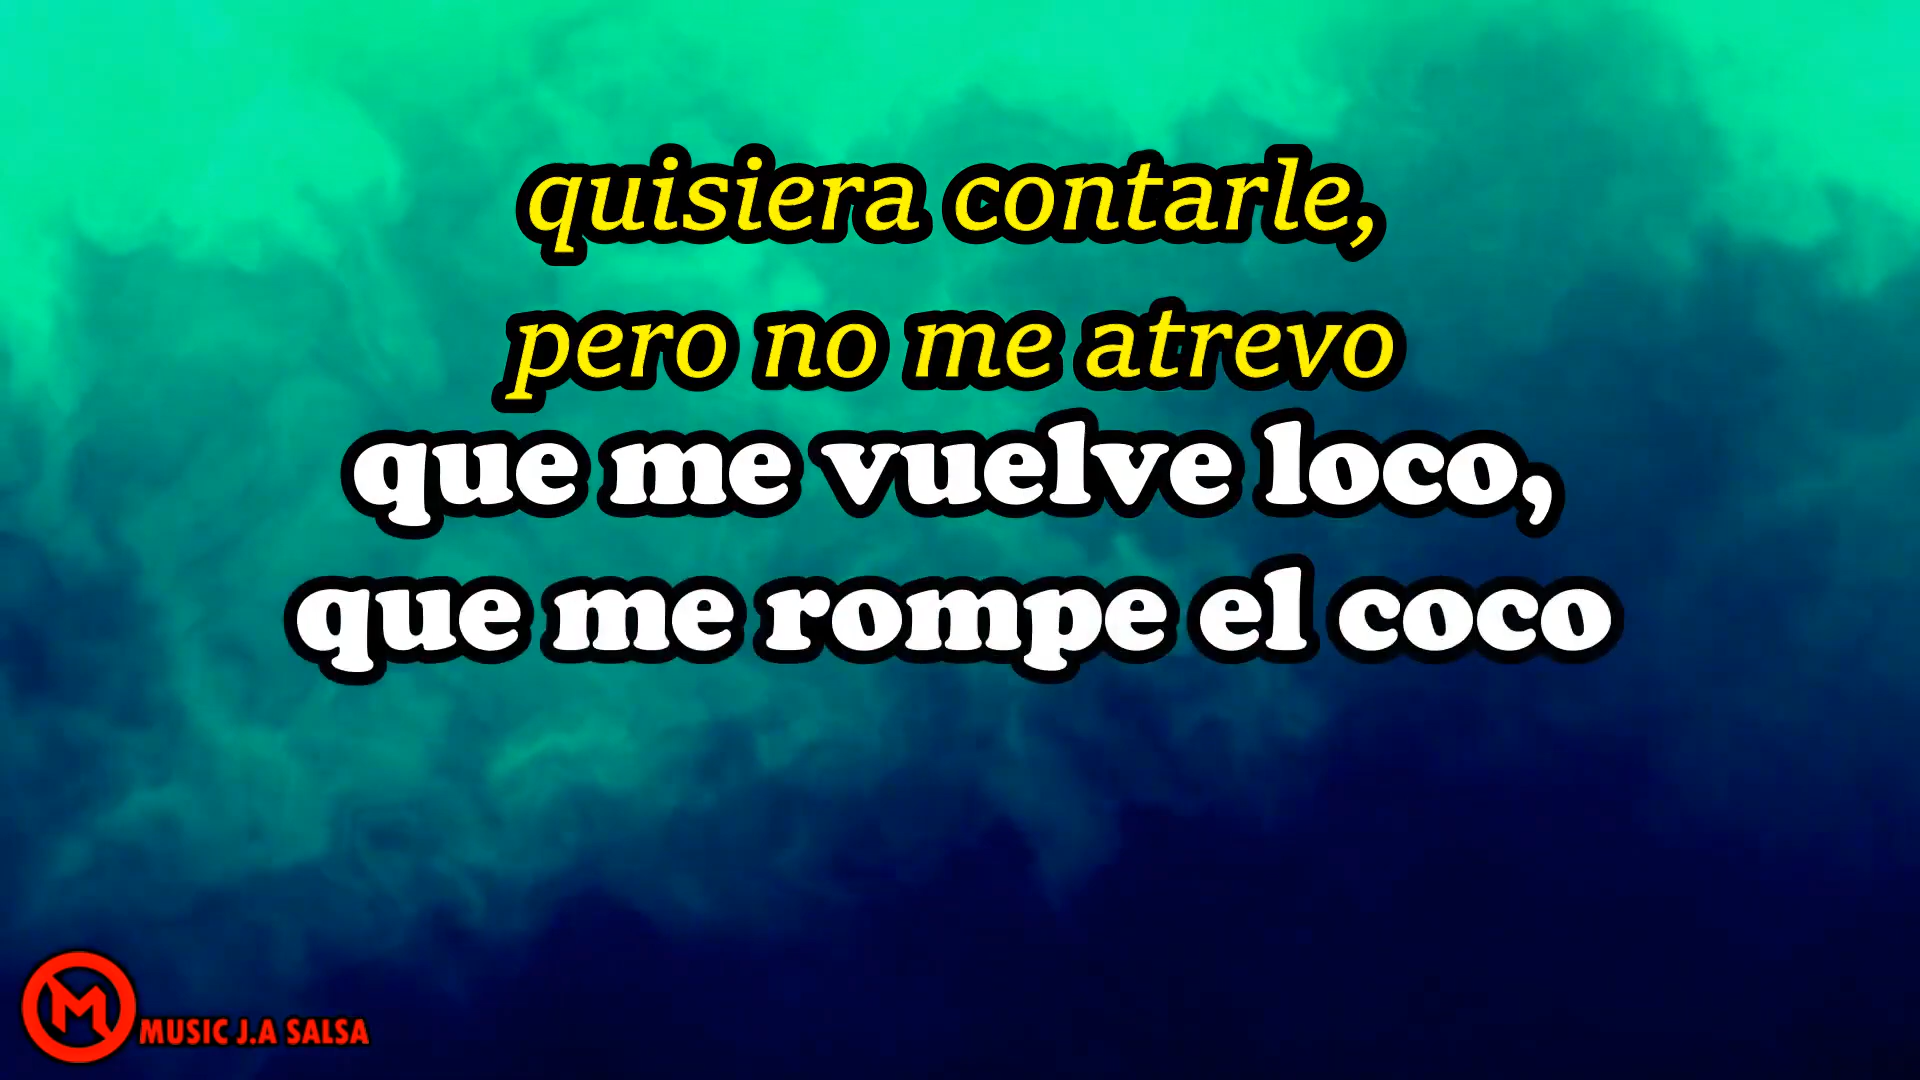 quisiera contarle,
pero no me atrevo
que me vuelve loco,
que me rompe el coco
M MUSIC J.A SALSA